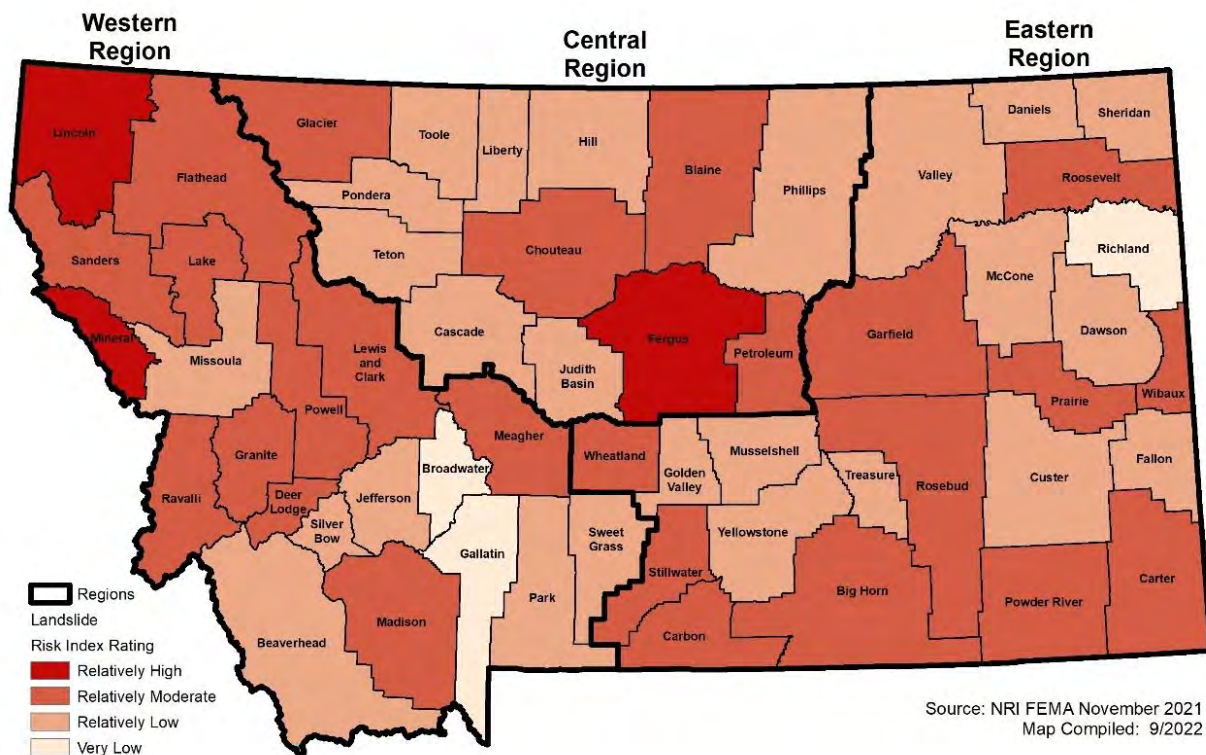 Western
Region
Central
Region
Eastern
Region
Lincoln
Flathead
Glacier
Toole
Liberty
Hill
Blaine
Phillips
Valley
Daniels
Sheridan
Roosevelt
Richland
Pondera
Teton
Chouteau
Sanders
Lake
Mineral
Missoula
Cascade
Judith
Basin
Fergus
Petroleum
Garfield
McCone
Dawson
Prairie
Wibaux
Lewis
and
Clark
Powell
Granite
Ravalli
Deer
Lodge
Silver
Bow
Jefferson
Broadwater
Meagher
Wheatland
Golden
Valley
Musselshell
Treasure
Rosebud
Custer
Fallon
Yellowstone
Sweet
Grass
Gallatin
Park
Stillwater
Carbon
Big Horn
Powder River
Carter
Madison
Beaverhead
Regions
Landslide
Risk Index Rating
Relatively High
Relatively Moderate
Relatively Low
Very Low
Source: NRI FEMA November 2021
Map Compiled: 9/2022